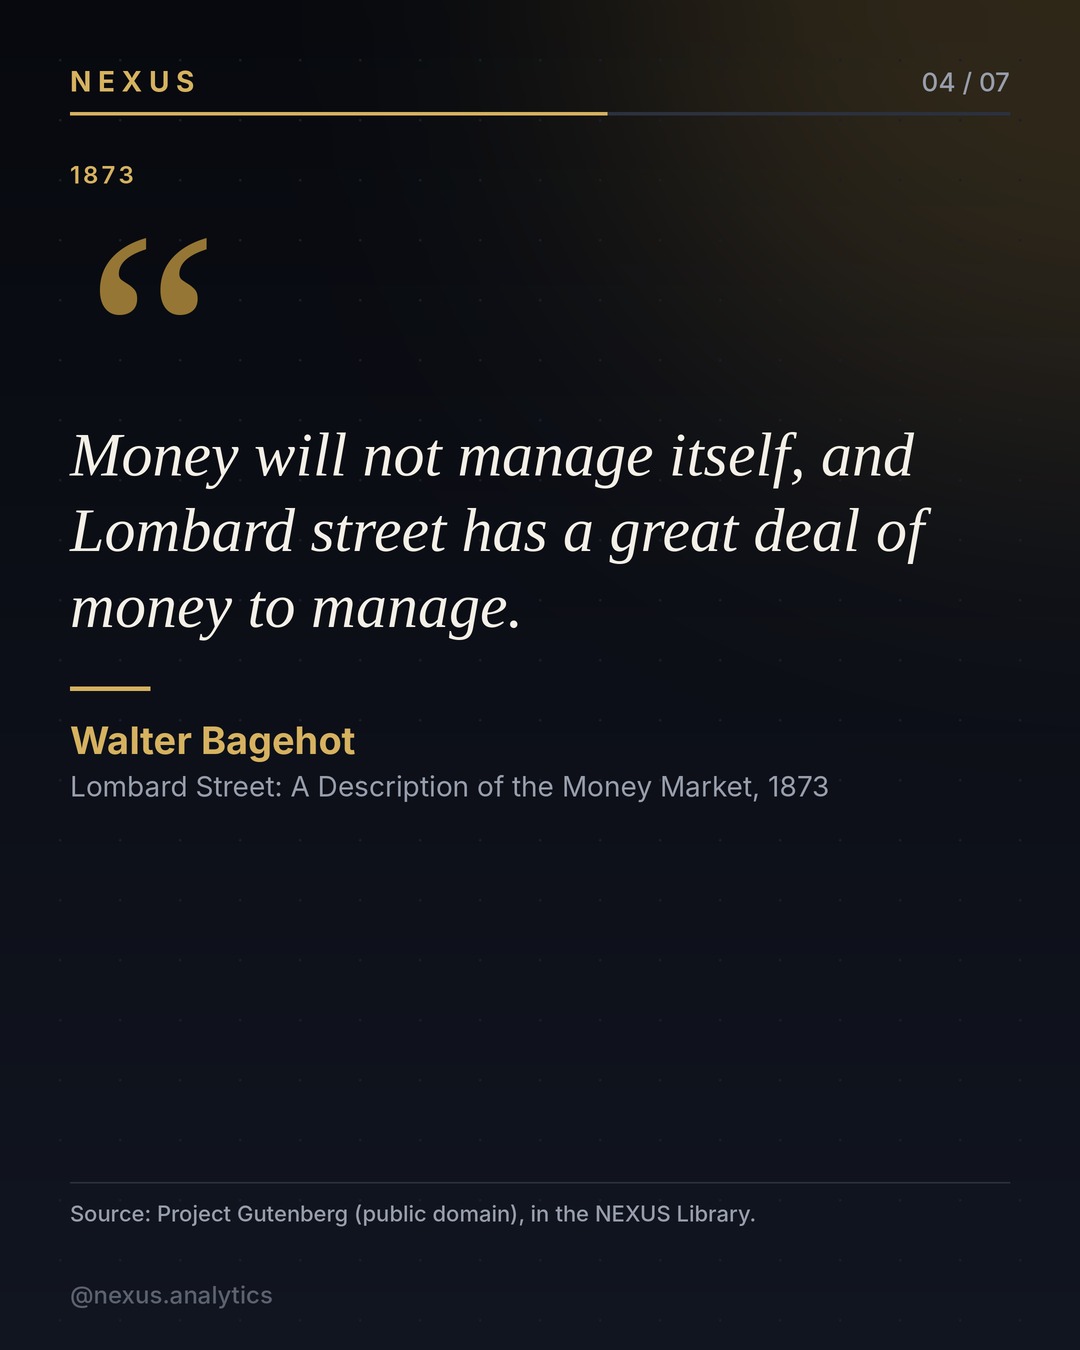 NEXUS
04 / 07
1873
“
Money will not manage itself, and
Lombard street has a great deal of
money to manage.
Walter Bagehot
Lombard Street: A Description of the Money Market, 1873
Source: Project Gutenberg (public domain), in the NEXUS Library.
@nexus.analytics